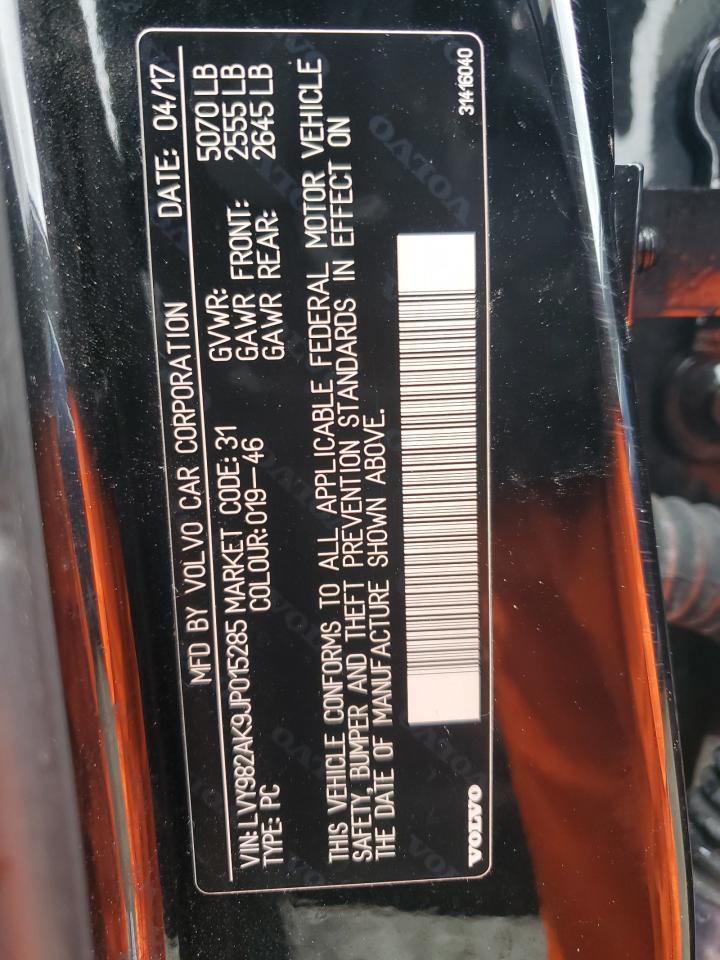 MFD BY VOLVO CAR CORPORATION DATE: 04/17
VIN: LVY982AK9JP015285 MARKET CODE: 31 GVWR: 5070 LB
TYPE: PC COLOUR: 019-46 GAWR FRONT: 2555 LB
GAWR REAR: 2645 LB
THIS VEHICLE CONFORMS TO ALL APPLICABLE FEDERAL MOTOR VEHICLE
SAFETY, BUMPER AND THEFT PREVENTION STANDARDS IN EFFECT ON
THE DATE OF MANUFACTURE SHOWN ABOVE.
VOLVO 31416040